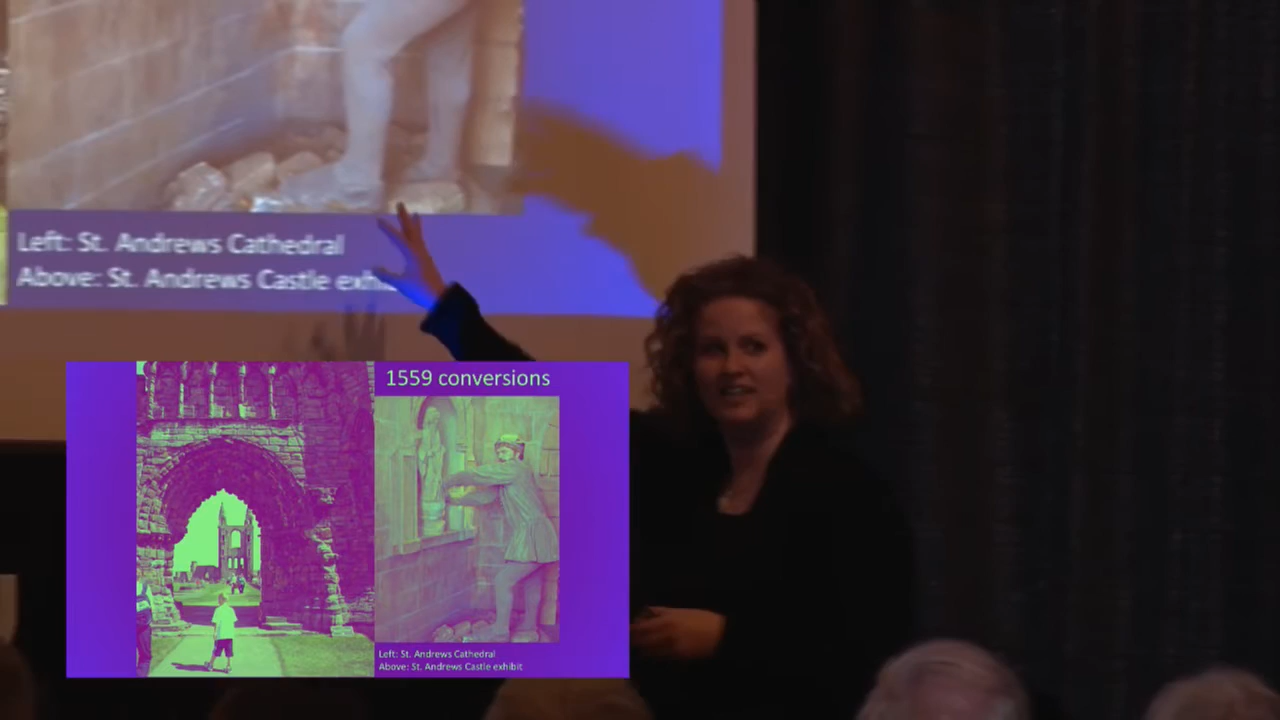 Left: St. Andrews Cathedral
Above: St. Andrews Castle
1559 conversions
Left: St. Andrews Cathedral
Above: St. Andrews Castle exhibit